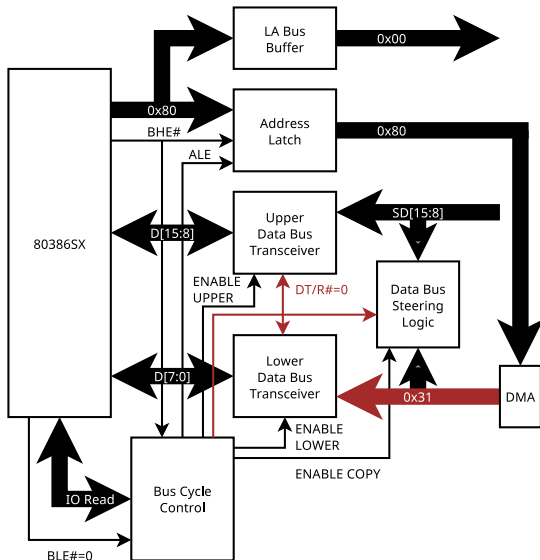 LA Bus
Buffer
0x00
0x80
BHE#
ALE
Address
Latch
0x80
80386SX
D[15:8]
Upper
Data Bus
Transceiver
SD[15:8]
ENABLE
UPPER
DT/R#=0
Data Bus
Steering
Logic
D[7:0]
Lower
Data Bus
Transceiver
0x31
DMA
ENABLE
LOWER
ENABLE COPY
IO Read
Bus Cycle
Control
BLE#=0